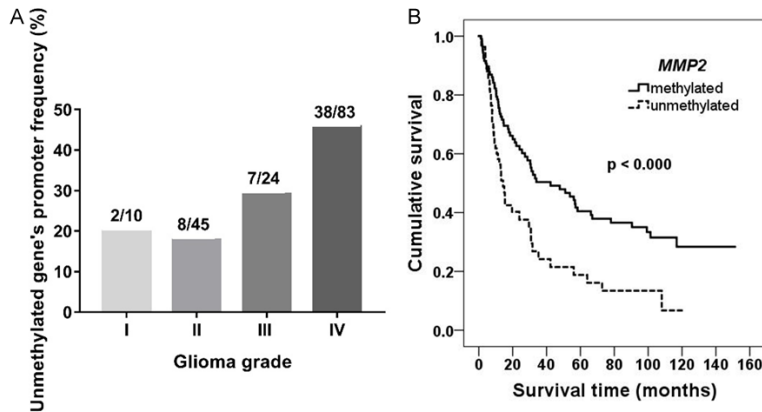 A
Unmethylated gene's promoter frequency (%)
50
40
30
20
10
0
2/10
8/45
7/24
38/83
I
II
III
IV
Glioma grade
B
Cumulative survival
1.0
0.8
0.6
0.4
0.2
0.0
MMP2
methylated
unmethylated
p < 0.000
0 20 40 60 80 100 120 140 160
Survival time (months)